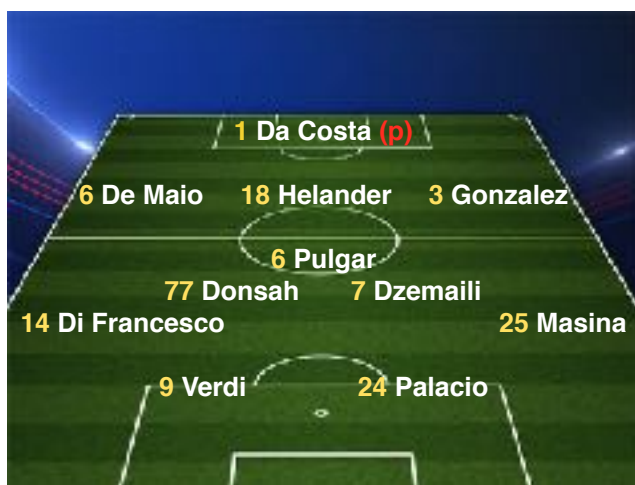 1 Da Costa (p)
6 De Maio 18 Helander 3 Gonzalez
6 Pulgar
77 Donsah 7 Dzemaili
14 Di Francesco 25 Masina
9 Verdi 24 Palacio